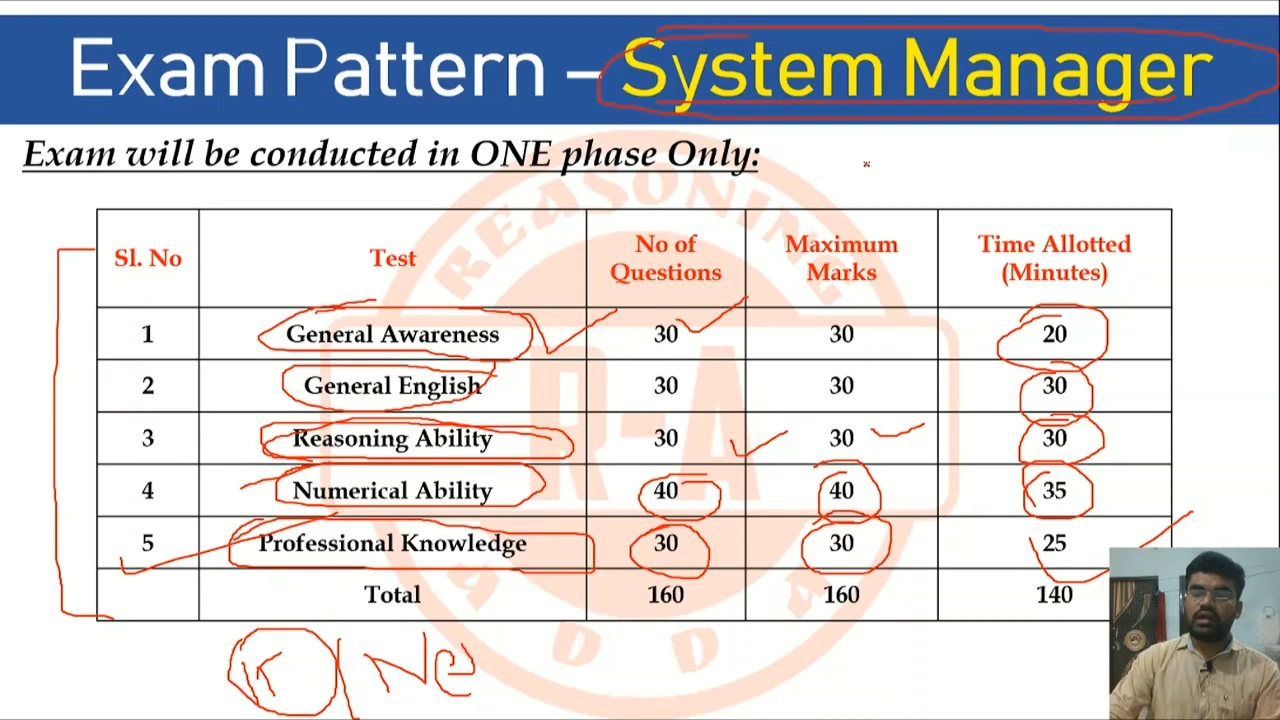 Exam Pattern – System Manager
Exam will be conducted in ONE phase Only:
Sl. No Test No of Questions Maximum Marks Time Allotted (Minutes)
1 General Awareness 30 30 20
2 General English 30 30 30
3 Reasoning Ability 30 30 30
4 Numerical Ability 40 40 35
5 Professional Knowledge 30 30 25
Total 160 160 140
REASONING
R-A
ADDA
K Ne